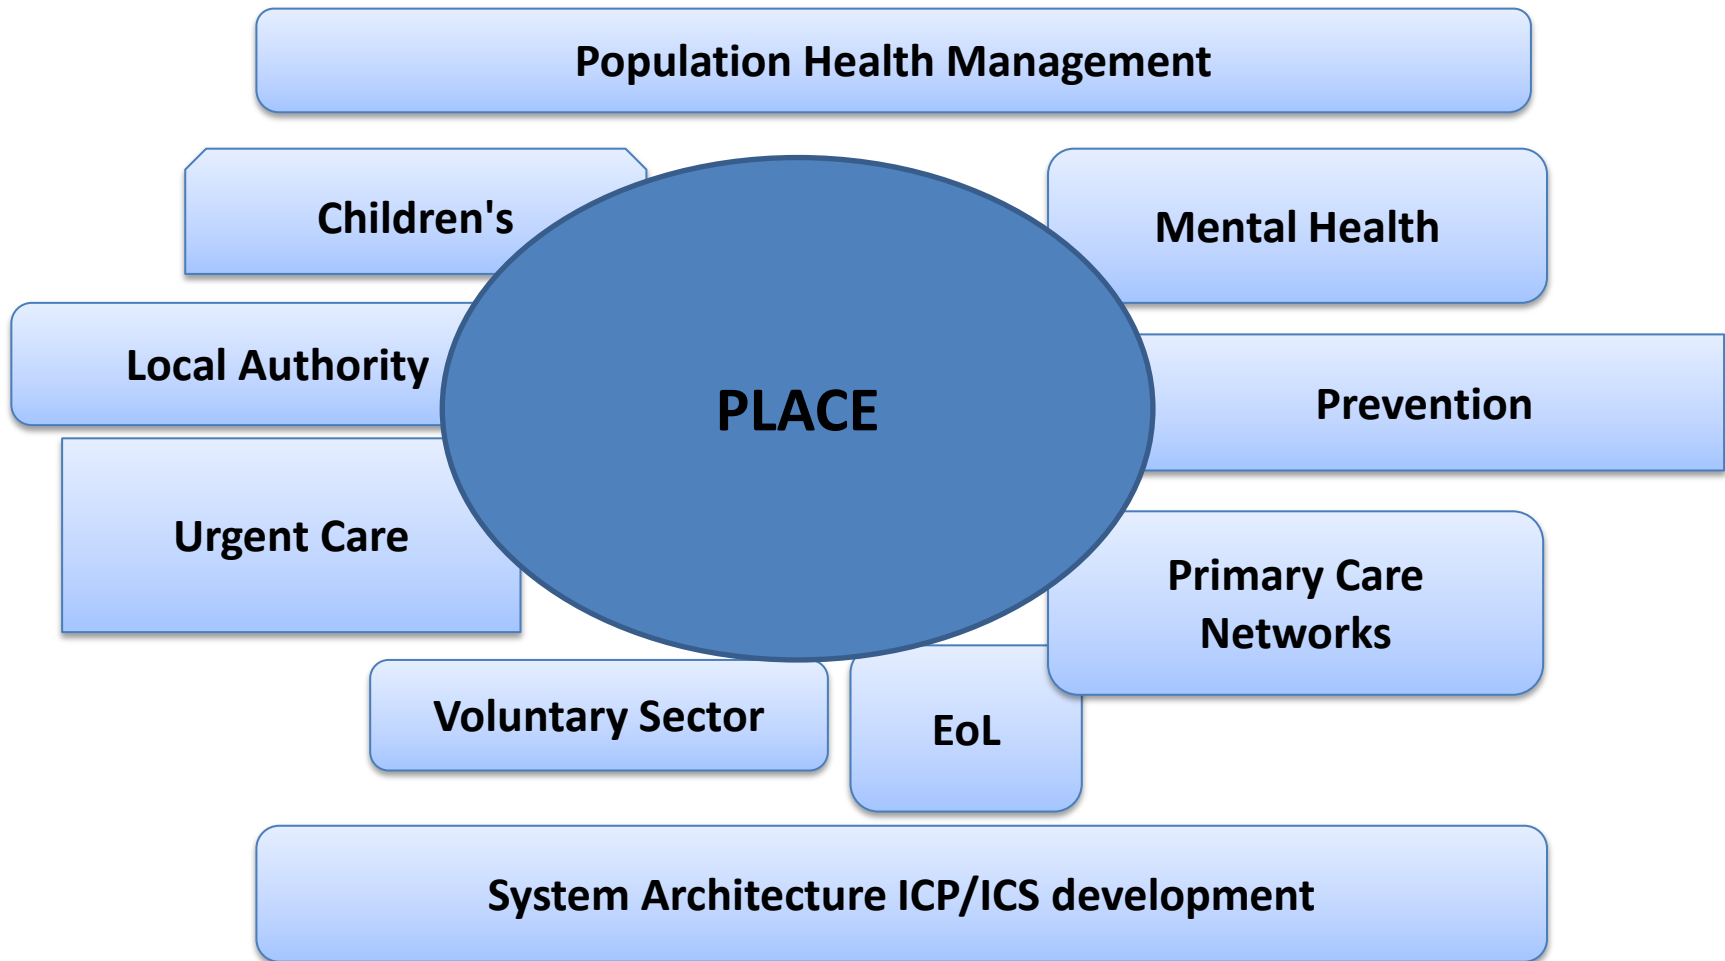 Population Health Management
Children's
Mental Health
Local Authority
PLACE
Prevention
Urgent Care
Primary Care
Networks
Voluntary Sector
EoL
System Architecture ICP/ICS development